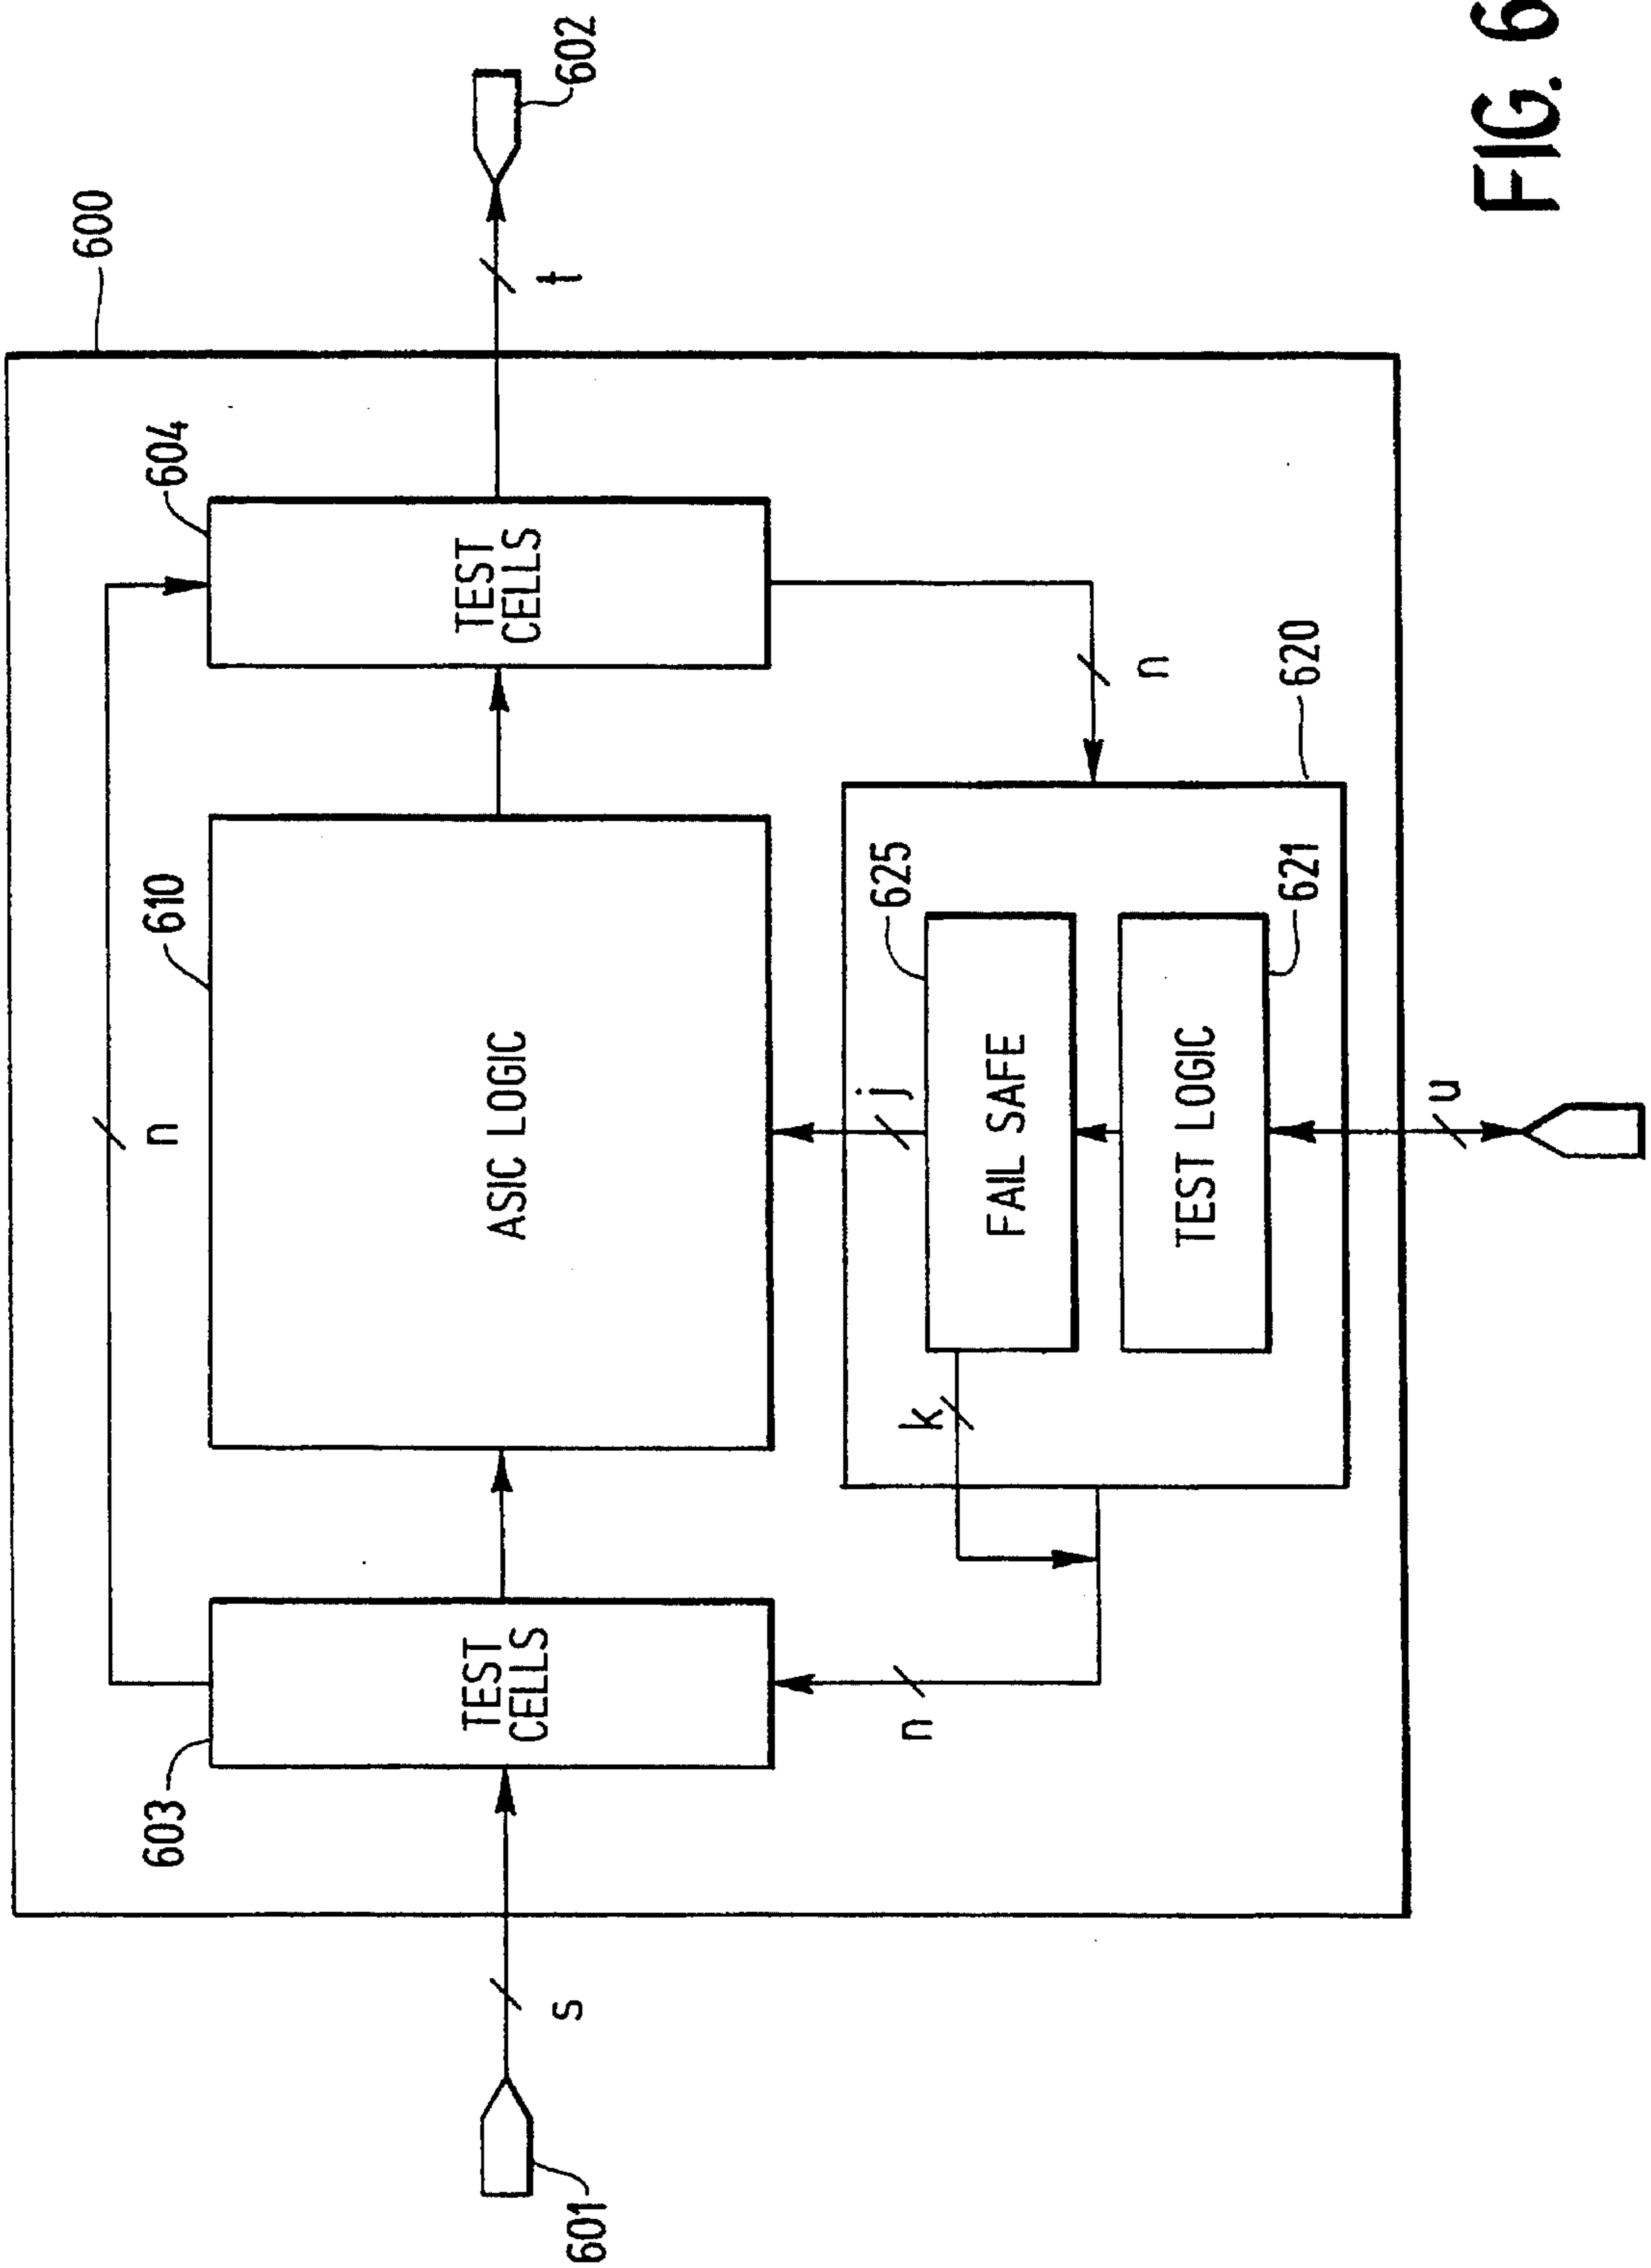 600
603
n
610
604
TEST
CELLS
ASIC LOGIC
TEST
CELLS
s
t
601
602
n
k
j
625
FAIL SAFE
n
TEST LOGIC
621
620
u
FIG. 6